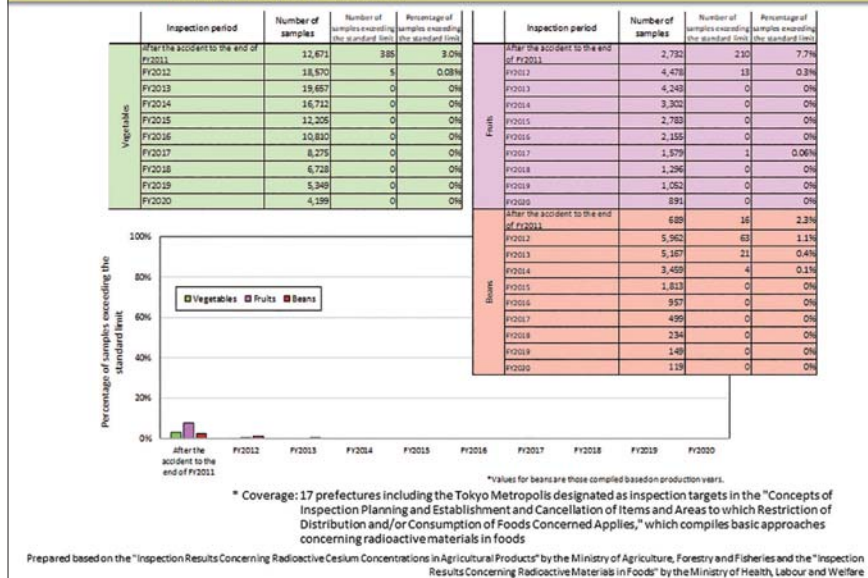 Inspection period Number of samples Number of samples exceeding the standard limit Percentage of samples exceeding the standard limit
Vegetables
After the accident to the end of FY2011 12,671 385 3.0%
FY2012 18,570 5 0.03%
FY2013 19,657 0 0%
FY2014 16,712 0 0%
FY2015 12,205 0 0%
FY2016 10,810 0 0%
FY2017 8,275 0 0%
FY2018 6,728 0 0%
FY2019 5,349 0 0%
FY2020 4,199 0 0%
Inspection period Number of samples Number of samples exceeding the standard limit Percentage of samples exceeding the standard limit
Fruits
After the accident to the end of FY2011 2,732 210 7.7%
FY2012 4,478 13 0.3%
FY2013 4,243 0 0%
FY2014 3,302 0 0%
FY2015 2,783 0 0%
FY2016 2,155 0 0%
FY2017 1,579 1 0.06%
FY2018 1,296 0 0%
FY2019 1,052 0 0%
FY2020 891 0 0%
Beans
After the accident to the end of FY2011 689 16 2.3%
FY2012 5,962 63 1.1%
FY2013 5,167 21 0.4%
FY2014 3,459 4 0.1%
FY2015 1,813 0 0%
FY2016 957 0 0%
FY2017 499 0 0%
FY2018 234 0 0%
FY2019 149 0 0%
FY2020 119 0 0%
Percentage of samples exceeding the
standard limit
100%
80%
60%
40%
20%
0%
Vegetables Fruits Beans
After the accident to the end of FY2011 FY2012 FY2013 FY2014 FY2015 FY2016 FY2017 FY2018 FY2019 FY2020
*Values for beans are those compiled based on production years.
* Coverage: 17 prefectures including the Tokyo Metropolis designated as inspection targets in the "Concepts of
Inspection Planning and Establishment and Cancellation of Items and Areas to which Restriction of
Distribution and/or Consumption of Foods Concerned Applies," which compiles basic approaches
concerning radioactive materials in foods
Prepared based on the "Inspection Results Concerning Radioactive Cesium Concentrations in Agricultural Products" by the Ministry of Agriculture, Forestry and Fisheries and the "Inspection
Results Concerning Radioactive Materials in Foods" by the Ministry of Health, Labour and Welfare